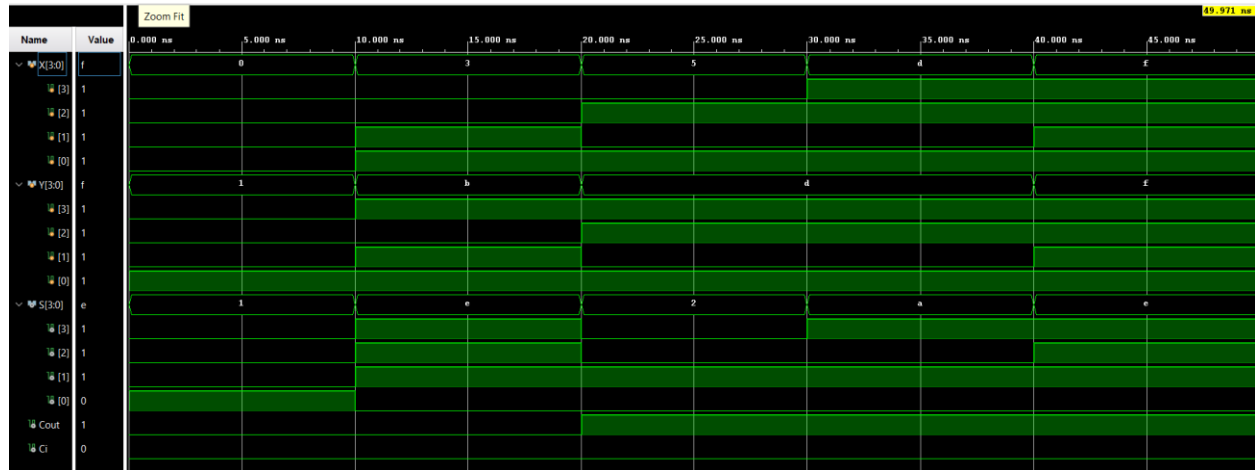 Zoom Fit
49.971 ns
Name Value 0.000 ns 5.000 ns 10.000 ns 15.000 ns 20.000 ns 25.000 ns 30.000 ns 35.000 ns 40.000 ns 45.000 ns
X[3:0] f 0 3 5 d f
[3] 1
[2] 1
[1] 1
[0] 1
Y[3:0] f 1 b d f
[3] 1
[2] 1
[1] 1
[0] 1
S[3:0] e 1 e 2 a e
[3] 1
[2] 1
[1] 1
[0] 0
Cout 1
Ci 0